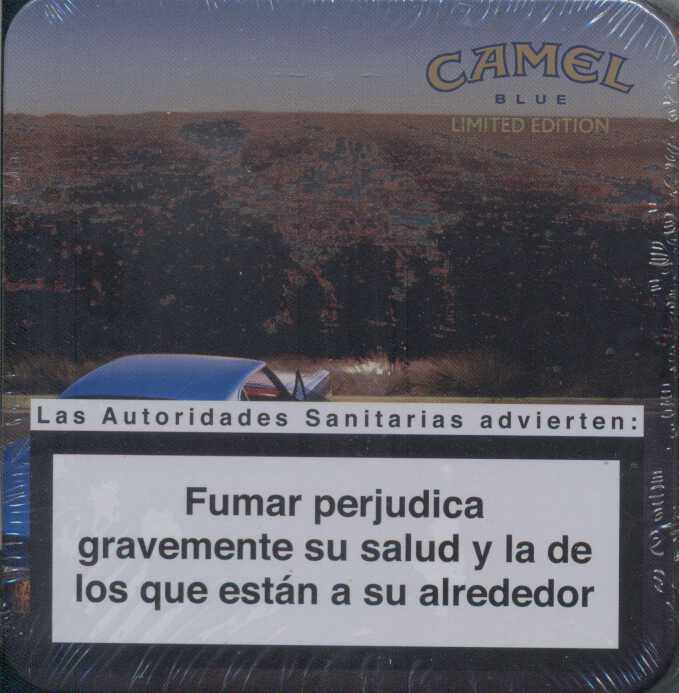 CAMEL
BLUE
LIMITED EDITION
Las Autoridades Sanitarias advierten:
Fumar perjudica
gravemente su salud y la de
los que están a su alrededor